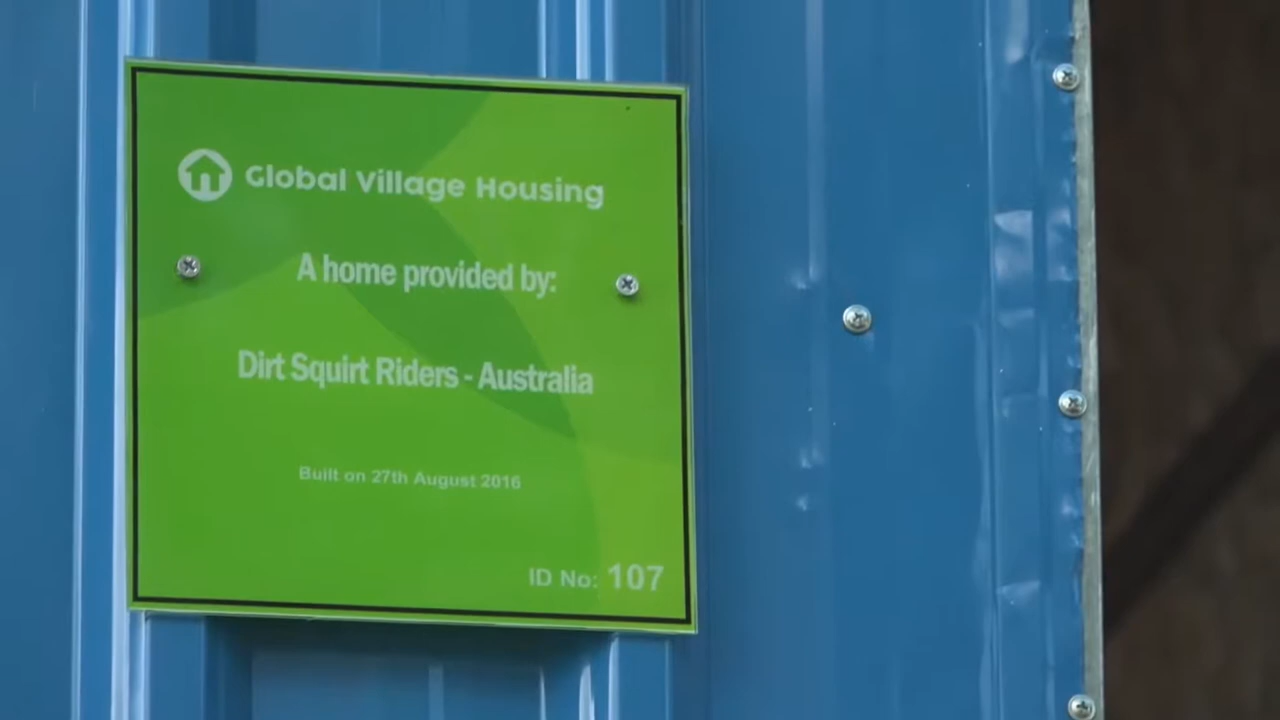 Global Village Housing
A home provided by:
Dirt Squirt Riders - Australia
Built on 27th August 2016
ID No: 107